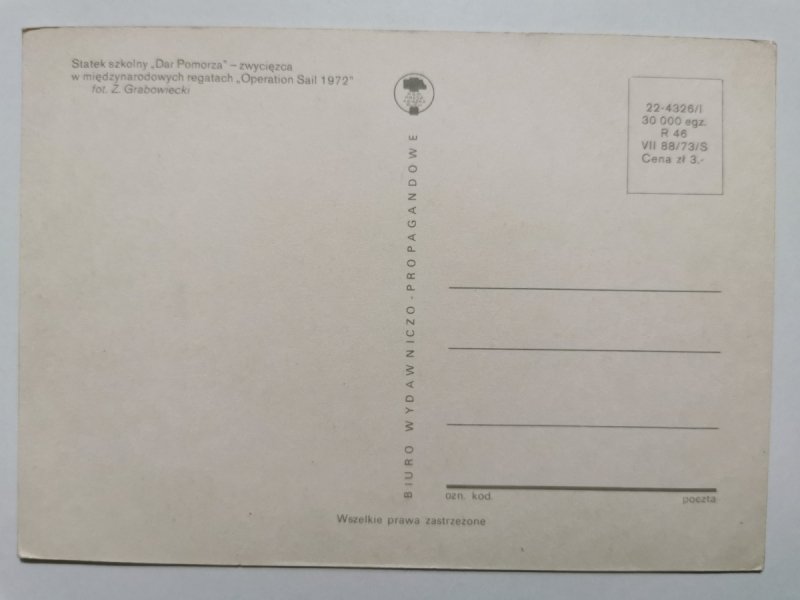 Statek szkolny „Dar Pomorza" – zwycięzca
w międzynarodowych regatach „Operation Sail 1972"
fot. Z. Grabowiecki
22-4326/I
30 000 egz.
R 46
VII 88/73/S
Cena zł 3.-
BIURO WYDAWNICZO-PROPAGANDOWE
ozn. kod.
poczta
Wszelkie prawa zastrzeżone